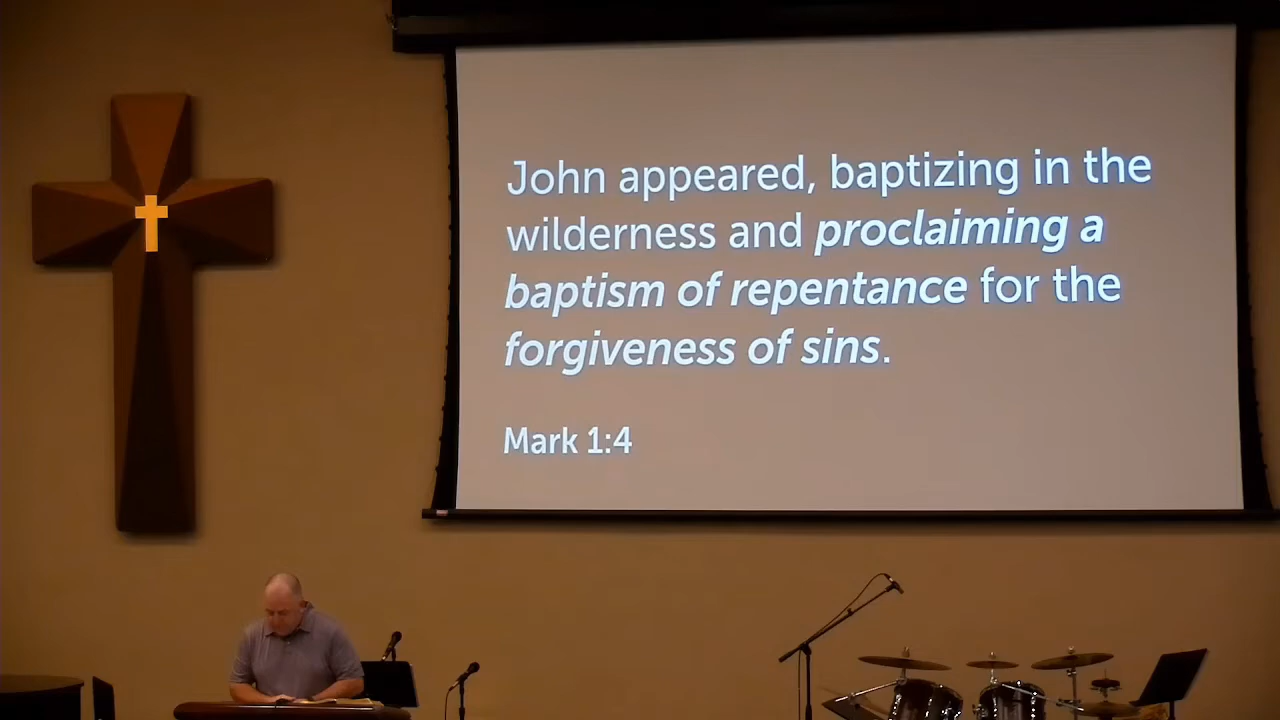 John appeared, baptizing in the
wilderness and proclaiming a
baptism of repentance for the
forgiveness of sins.
Mark 1:4